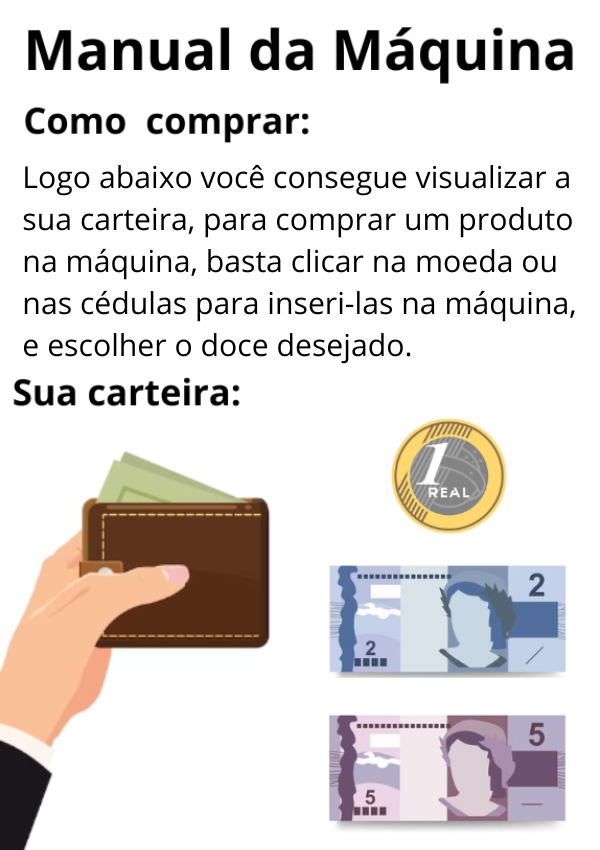 Manual da Máquina
Como comprar:
Logo abaixo você consegue visualizar a
sua carteira, para comprar um produto
na máquina, basta clicar na moeda ou
nas cédulas para inseri-las na máquina,
e escolher o doce desejado.
Sua carteira:
1
REAL
2
2
5
5